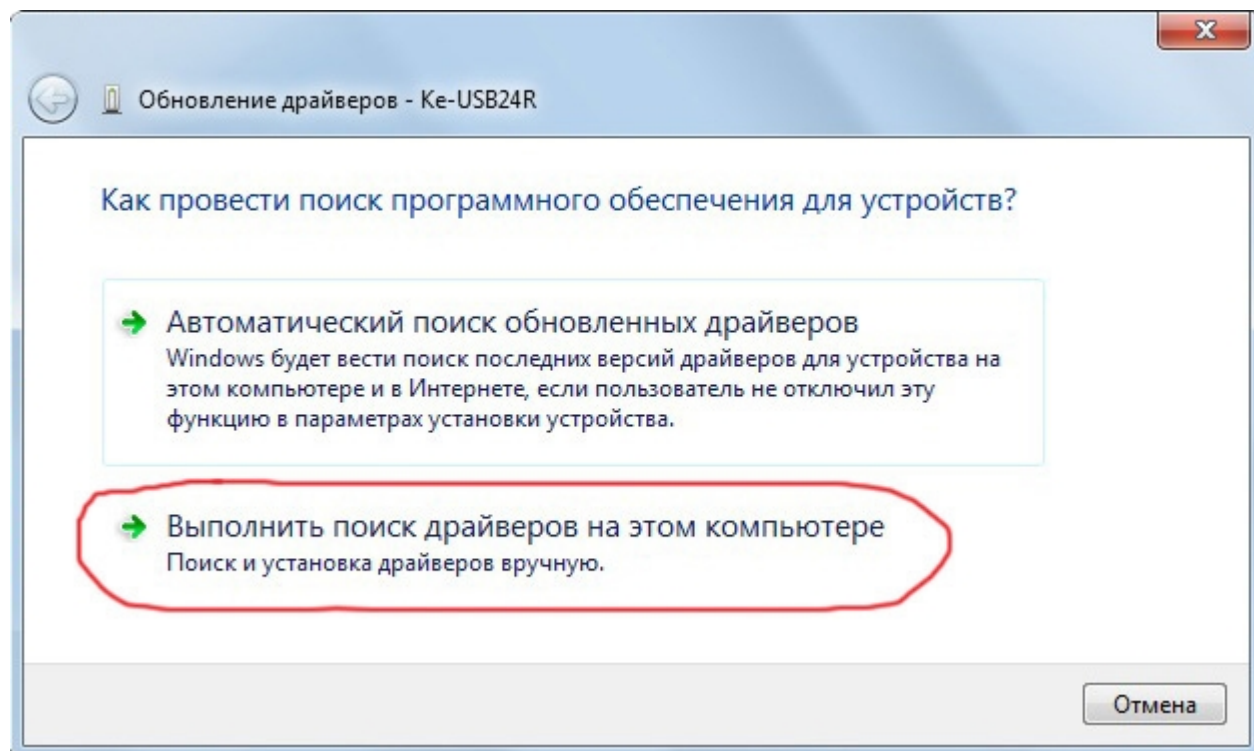 Обновление драйверов - Ke-USB24R
Как провести поиск программного обеспечения для устройств?
Автоматический поиск обновленных драйверов
Windows будет вести поиск последних версий драйверов для устройства на
этом компьютере и в Интернете, если пользователь не отключил эту
функцию в параметрах установки устройства.
Выполнить поиск драйверов на этом компьютере
Поиск и установка драйверов вручную.
Отмена